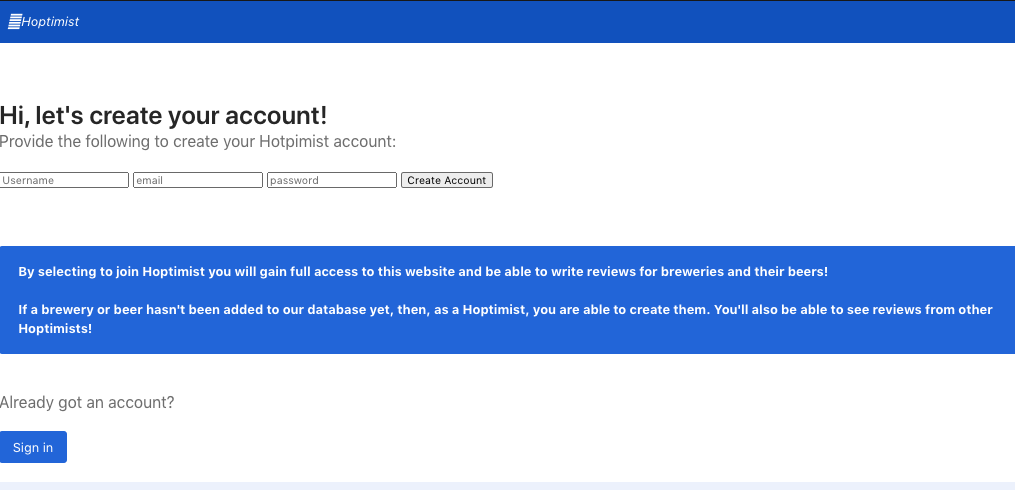 Hoptimist
Hi, let's create your account!
Provide the following to create your Hotpimist account:
Username email password Create Account
By selecting to join Hoptimist you will gain full access to this website and be able to write reviews for breweries and their beers!
If a brewery or beer hasn't been added to our database yet, then, as a Hoptimist, you are able to create them. You'll also be able to see reviews from other
Hoptimists!
Already got an account?
Sign in